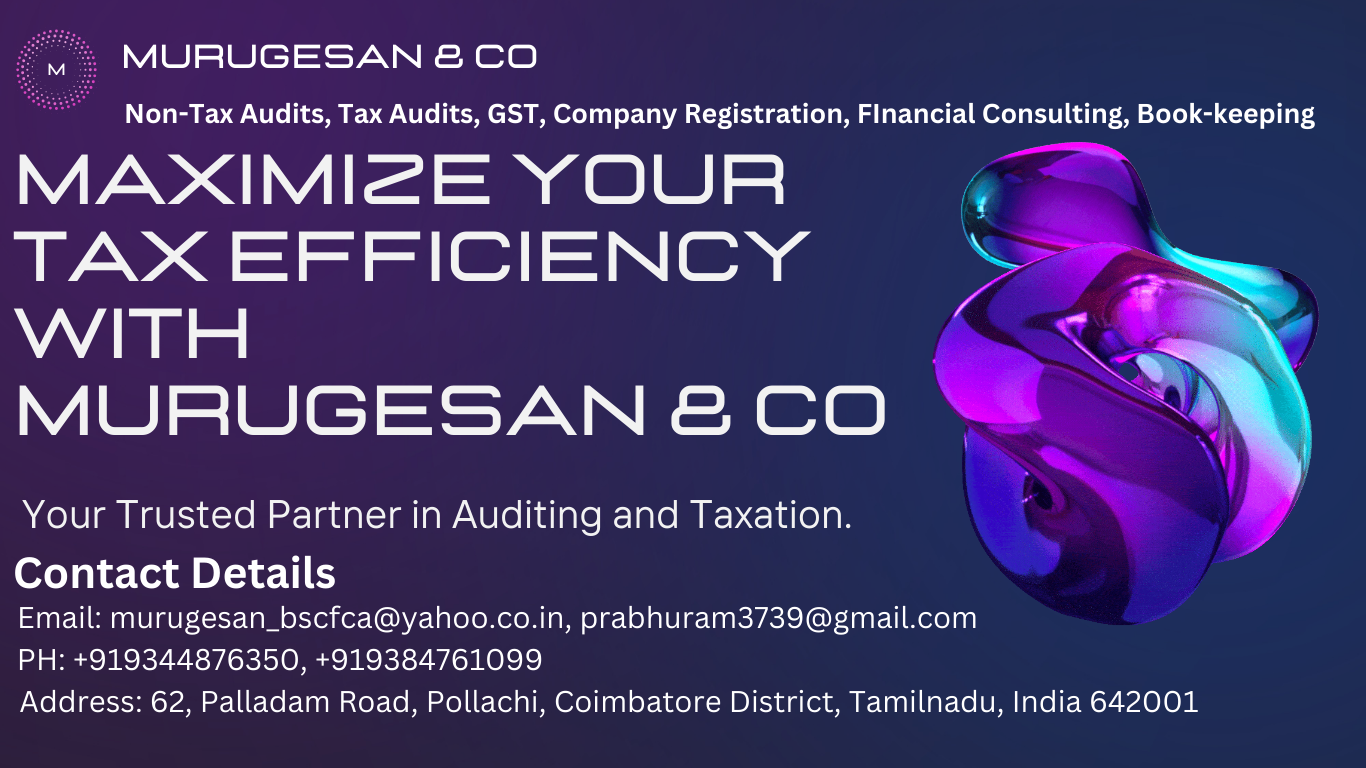 M
MURUGESAN & CO
Non-Tax Audits, Tax Audits, GST, Company Registration, FInancial Consulting, Book-keeping
MAXIMIZE YOUR
TAX EFFICIENCY
WITH
MURUGESAN & CO
Your Trusted Partner in Auditing and Taxation.
Contact Details
Email: murugesan_bscfca@yahoo.co.in, prabhuram3739@gmail.com
PH: +919344876350, +919384761099
Address: 62, Palladam Road, Pollachi, Coimbatore District, Tamilnadu, India 642001